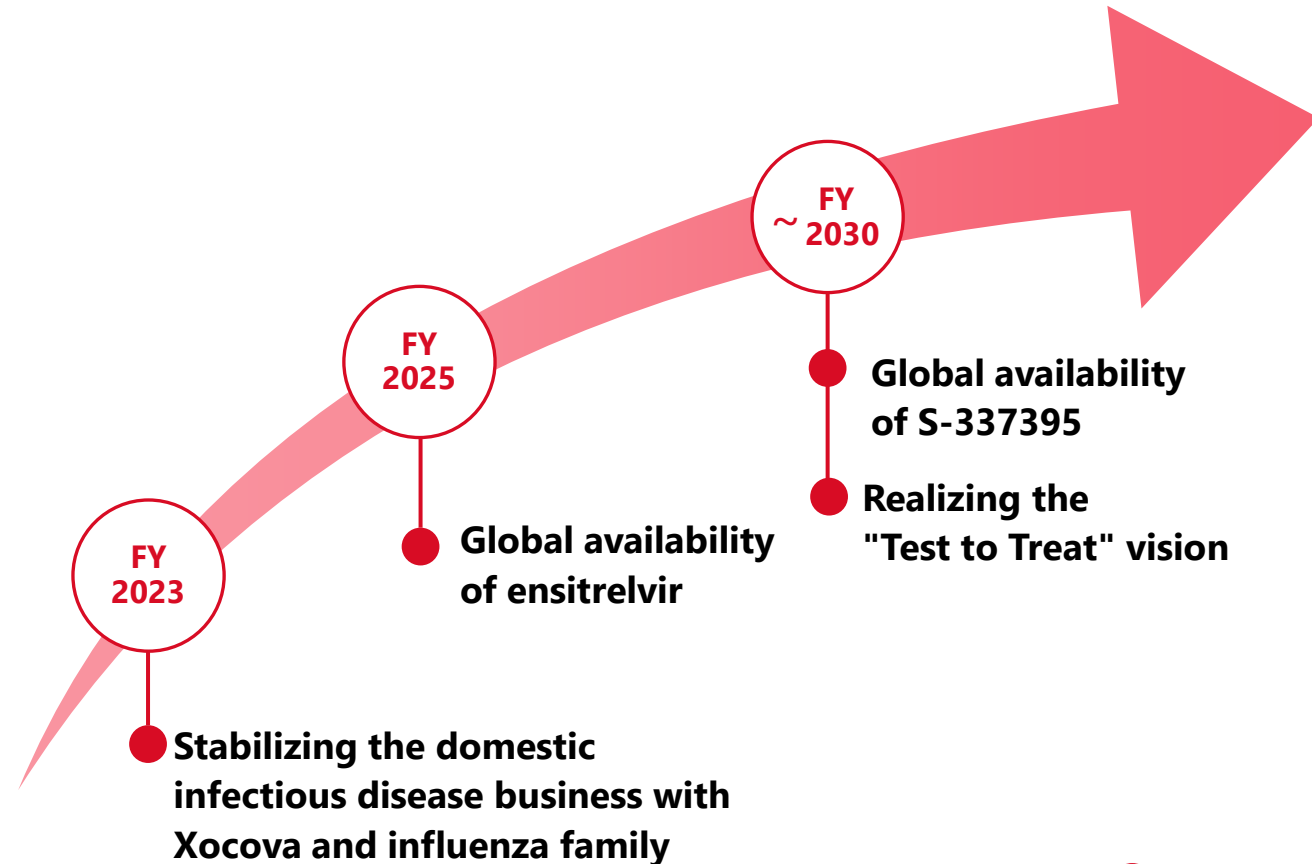 FY
2023
Stabilizing the domestic
infectious disease business with
Xocova and influenza family
FY
2025
Global availability
of ensitrelvir
FY
~ 2030
Global availability
of S-337395
Realizing the
"Test to Treat" vision